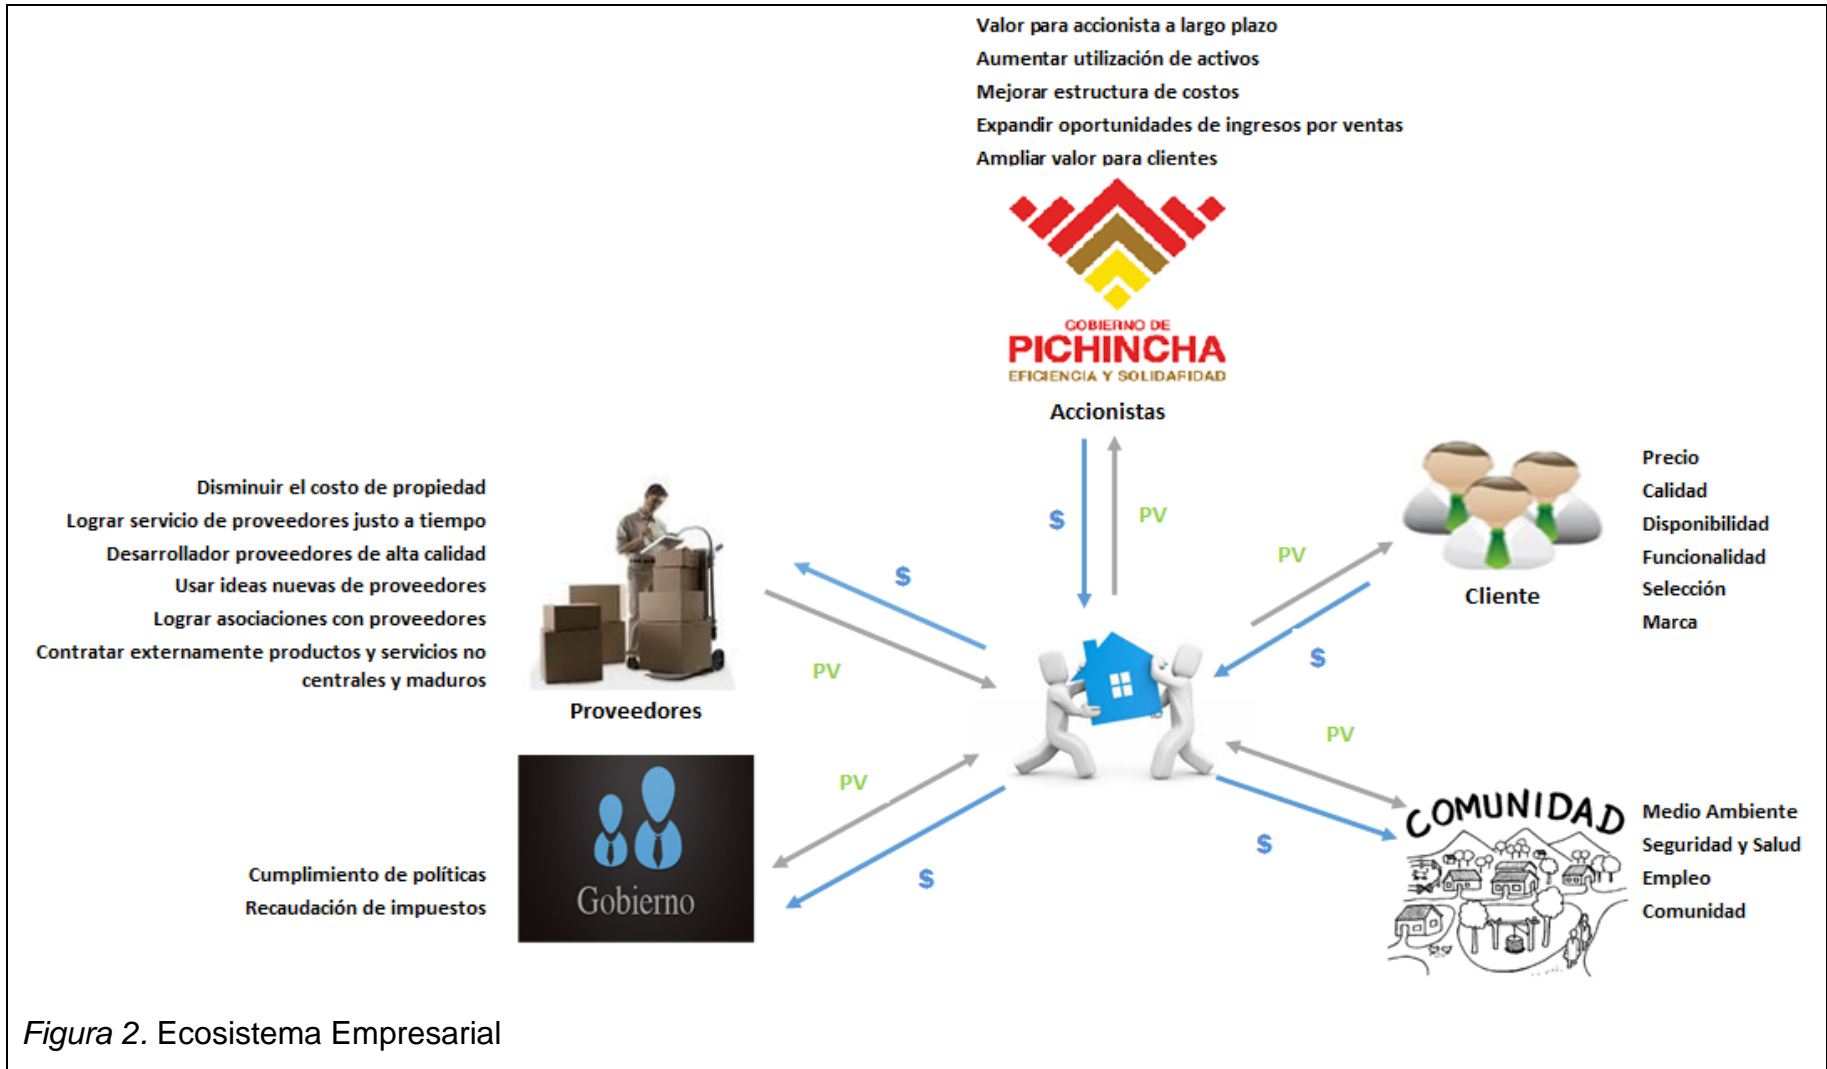 Valor para accionista a largo plazo
Aumentar utilización de activos
Mejorar estructura de costos
Expandir oportunidades de ingresos por ventas
Ampliar valor para clientes
GOBIERNO DE
PICHINCHA
EFICIENCIA Y SOLIDARIDAD
Accionistas
$
PV
Disminuir el costo de propiedad
Lograr servicio de proveedores justo a tiempo
Desarrollador proveedores de alta calidad
Usar ideas nuevas de proveedores
Lograr asociaciones con proveedores
Contratar externamente productos y servicios no
centrales y maduros
Proveedores
$
PV
PV
$
Cliente
Precio
Calidad
Disponibilidad
Funcionalidad
Selección
Marca
Cumplimiento de políticas
Recaudación de impuestos
Gobierno
PV
$
PV
$
COMUNIDAD
Medio Ambiente
Seguridad y Salud
Empleo
Comunidad
Figura 2. Ecosistema Empresarial